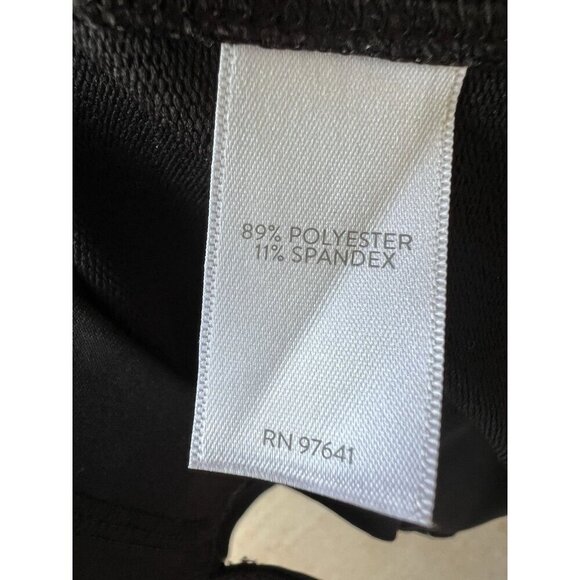 89% POLYESTER
11% SPANDEX
RN 97641